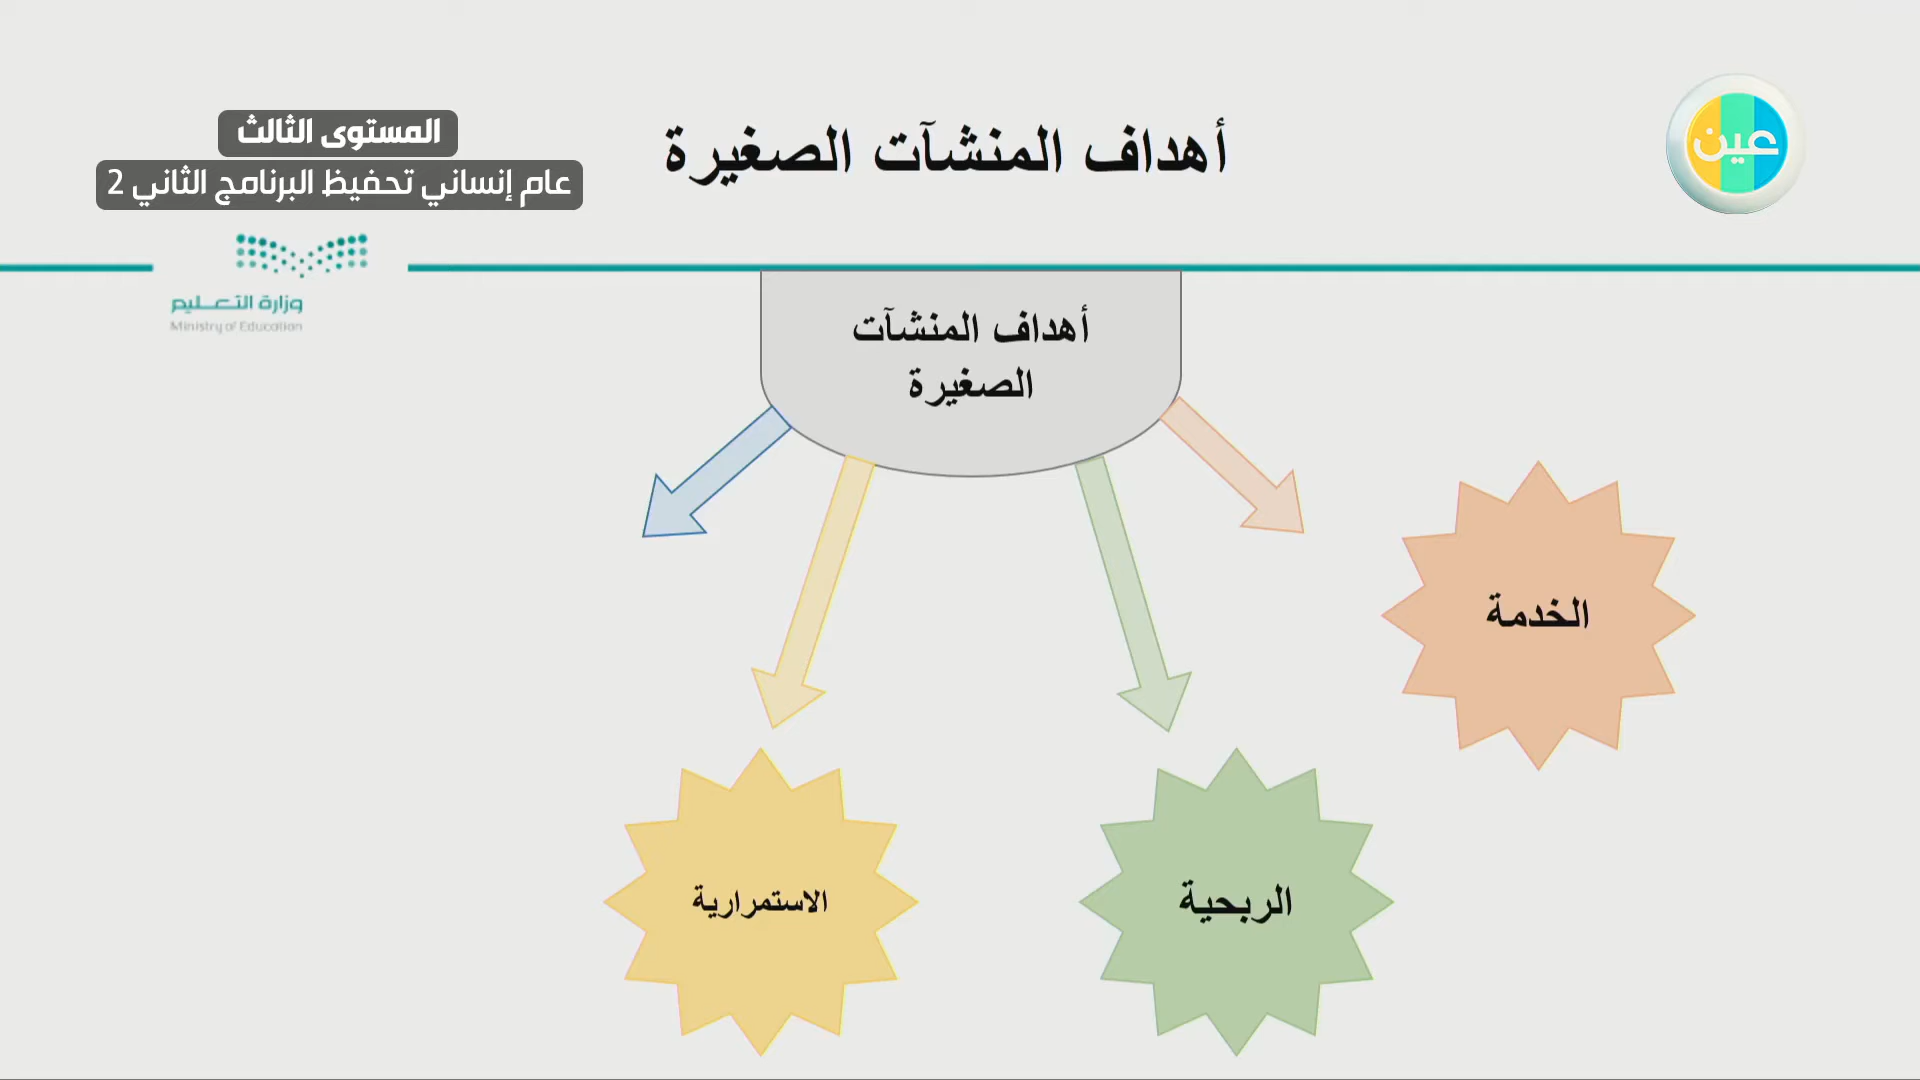 أهداف المنشآت الصغيرة
المستوى الثالث
عام إنساني تحفيظ البرنامج الثاني 2
عين
وزارة التعليم
Ministry of Education
أهداف المنشآت
الصغيرة
الخدمة
الربحية
الاستمرارية